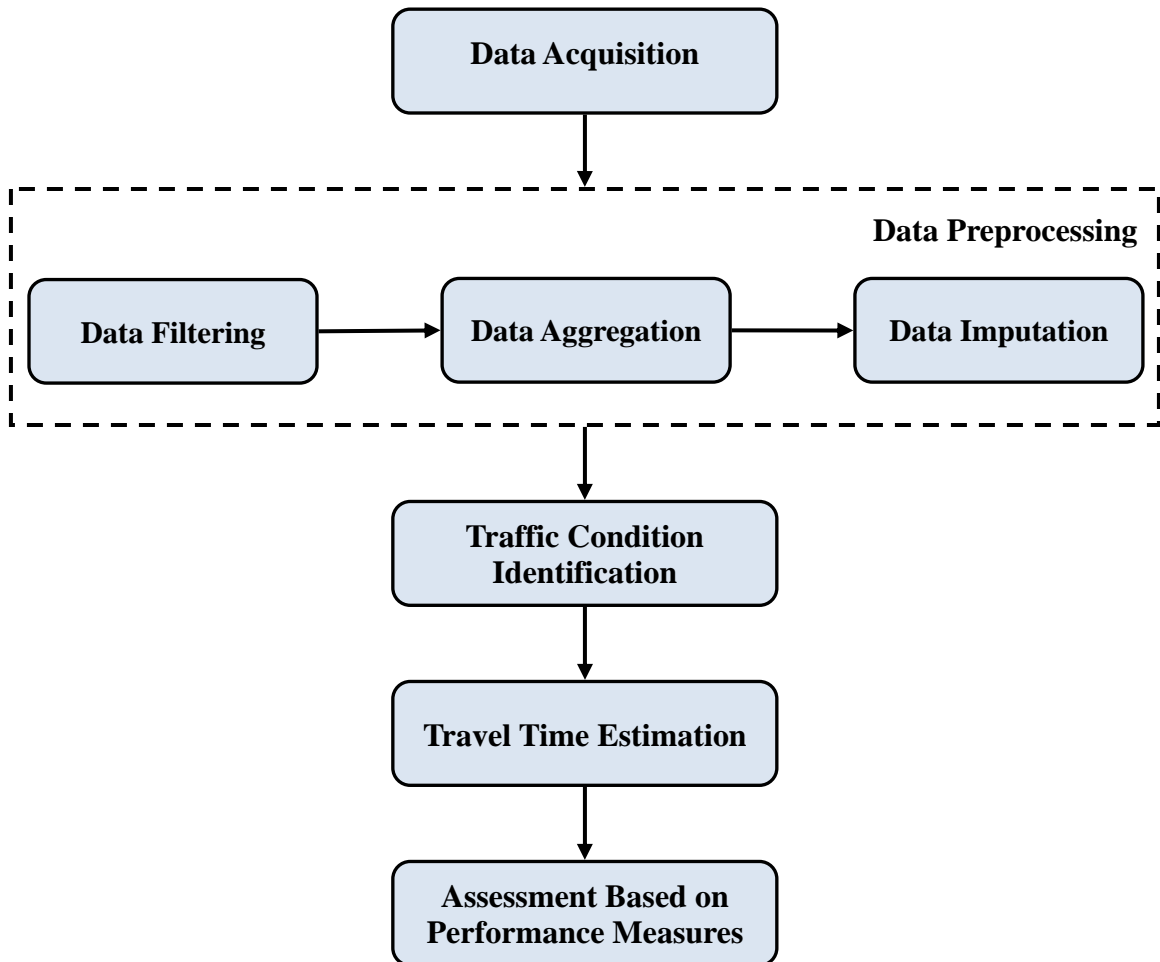 Data Acquisition
Data Preprocessing
Data Filtering
Data Aggregation
Data Imputation
Traffic Condition
Identification
Travel Time Estimation
Assessment Based on
Performance Measures